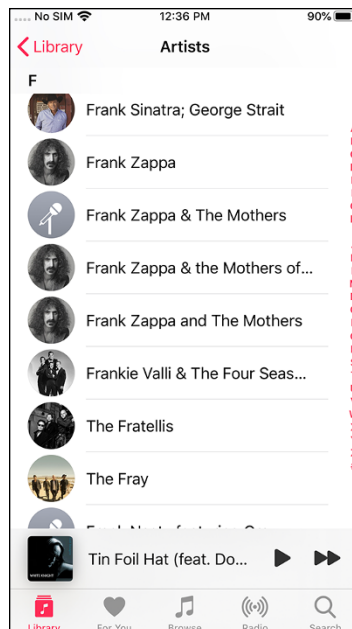 No SIM 12:36 PM 90%
Library Artists
F
Frank Sinatra; George Strait
Frank Zappa
Frank Zappa & The Mothers
Frank Zappa & the Mothers of...
Frank Zappa and The Mothers
Frankie Valli & The Four Seas...
The Fratellis
The Fray
Tin Foil Hat (feat. Do...
Library For You Browse Radio Search